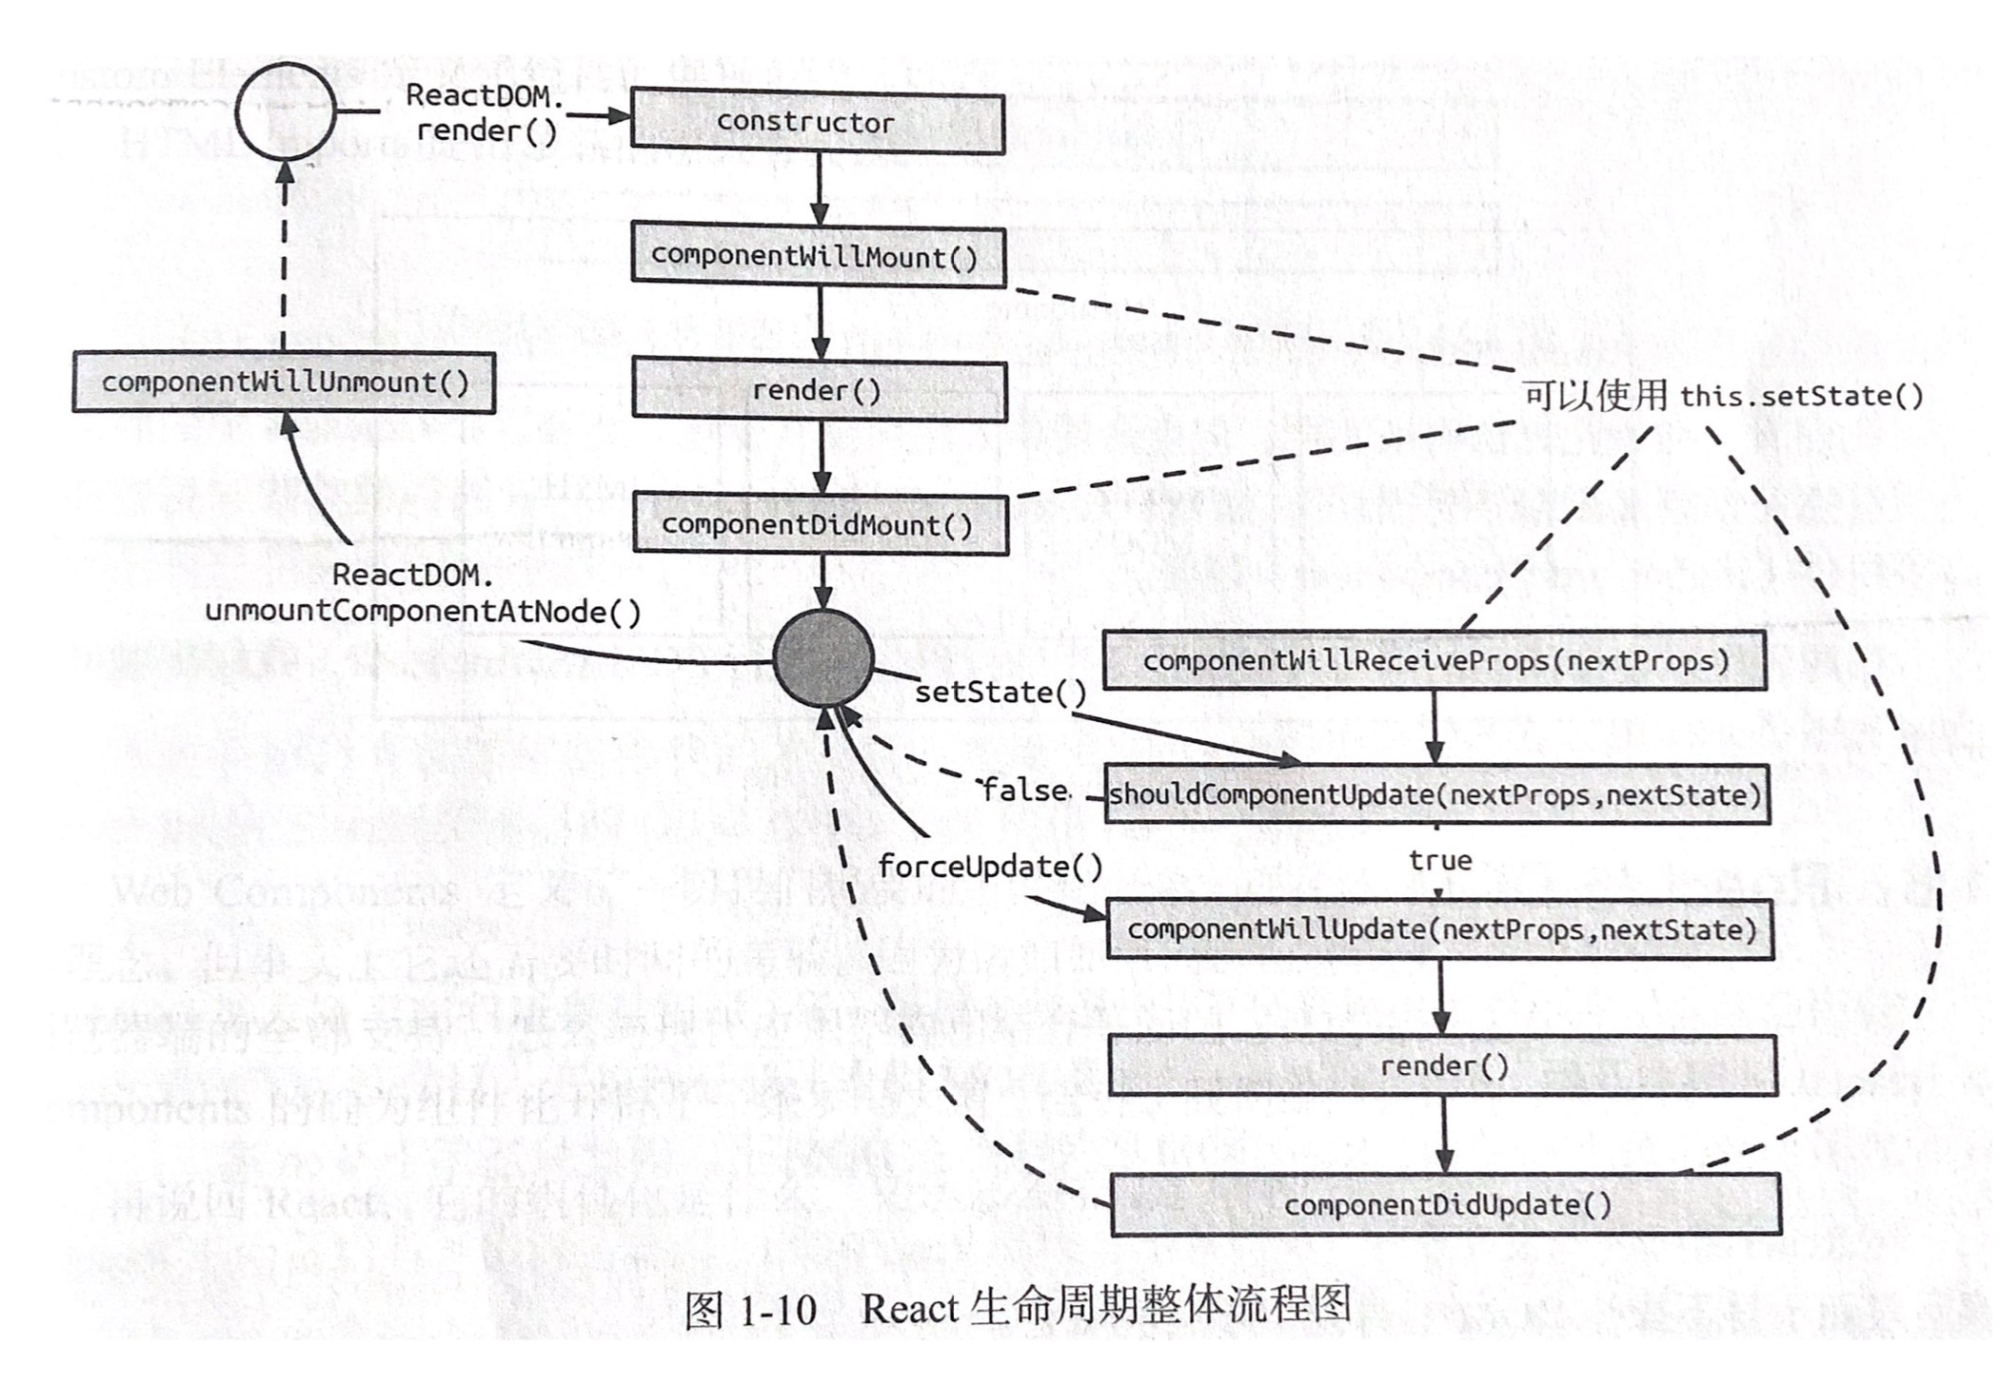 ReactDOM.
render()
constructor
componentWillMount()
componentWillUnmount()
render()
可以使用 this.setState()
componentDidMount()
ReactDOM.
unmountComponentAtNode()
componentWillReceiveProps(nextProps)
setState()
false
shouldComponentUpdate(nextProps,nextState)
true
forceUpdate()
componentWillUpdate(nextProps,nextState)
render()
componentDidUpdate()
图 1-10 React 生命周期整体流程图